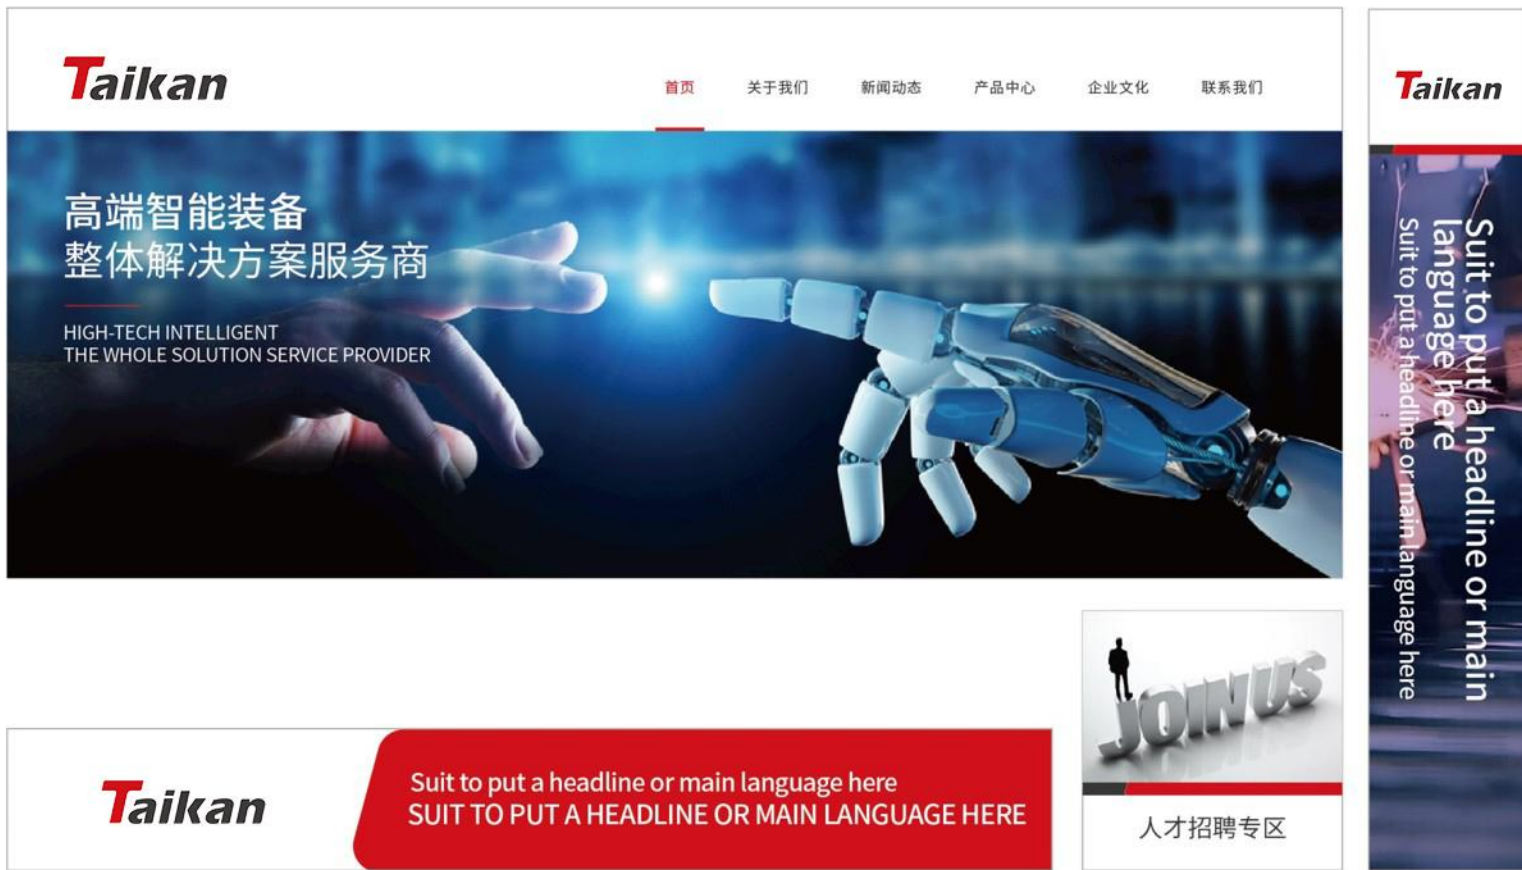 Taikan
首页 关于我们 新闻动态 产品中心 企业文化 联系我们
高端智能装备
整体解决方案服务商
HIGH-TECH INTELLIGENT
THE WHOLE SOLUTION SERVICE PROVIDER
Taikan
Suit to put a headline or main
language here
Suit to put a headline or main language here
JOIN US
人才招聘专区
Taikan
Suit to put a headline or main language here
SUIT TO PUT A HEADLINE OR MAIN LANGUAGE HERE